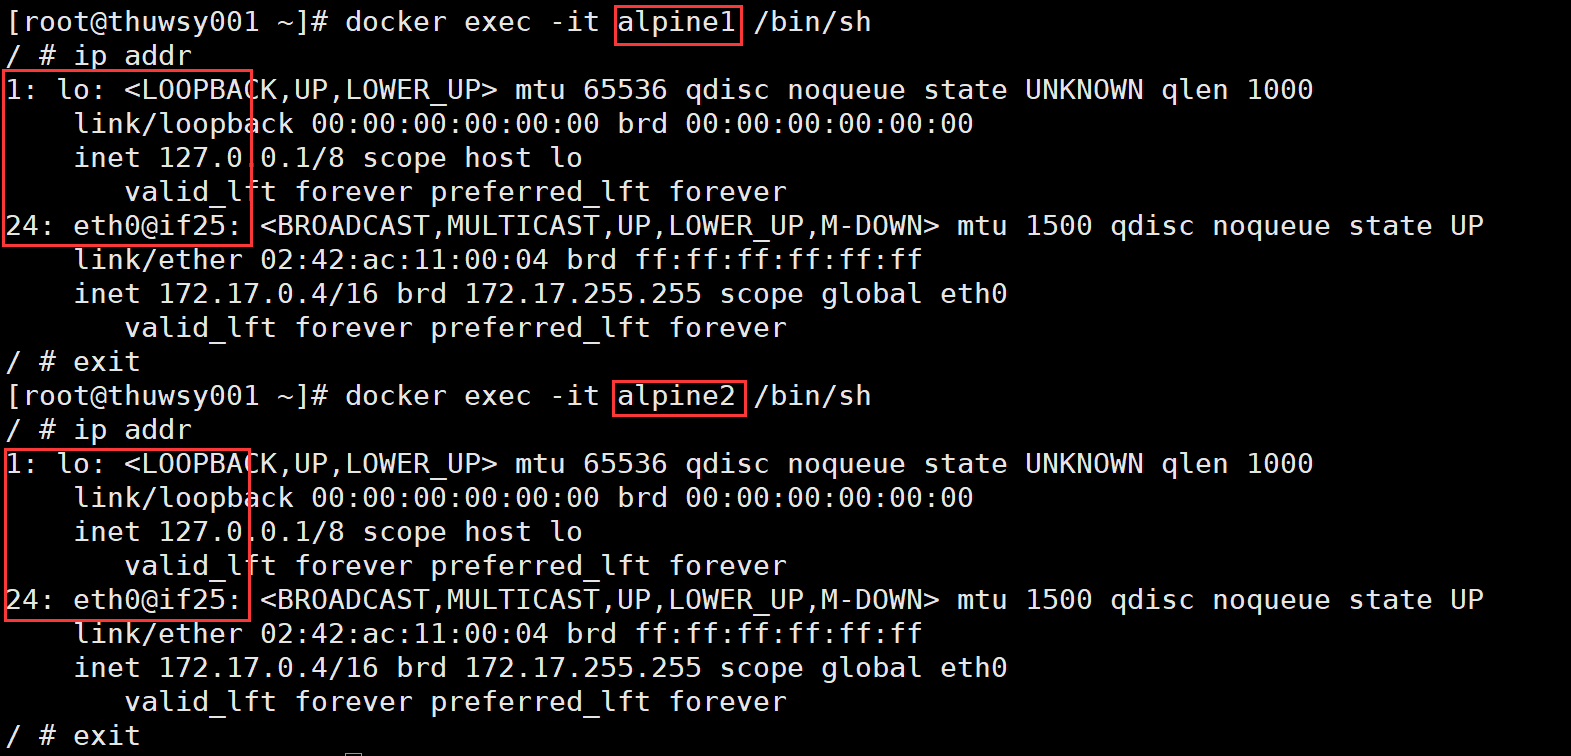 [root@thuwsy001 ~]# docker exec -it alpine1 /bin/sh
/ # ip addr
1: lo: <LOOPBACK,UP,LOWER_UP> mtu 65536 qdisc noqueue state UNKNOWN qlen 1000
    link/loopback 00:00:00:00:00:00 brd 00:00:00:00:00:00
    inet 127.0.0.1/8 scope host lo
       valid_lft forever preferred_lft forever
24: eth0@if25: <BROADCAST,MULTICAST,UP,LOWER_UP,M-DOWN> mtu 1500 qdisc noqueue state UP
    link/ether 02:42:ac:11:00:04 brd ff:ff:ff:ff:ff:ff
    inet 172.17.0.4/16 brd 172.17.255.255 scope global eth0
       valid_lft forever preferred_lft forever
/ # exit
[root@thuwsy001 ~]# docker exec -it alpine2 /bin/sh
/ # ip addr
1: lo: <LOOPBACK,UP,LOWER_UP> mtu 65536 qdisc noqueue state UNKNOWN qlen 1000
    link/loopback 00:00:00:00:00:00 brd 00:00:00:00:00:00
    inet 127.0.0.1/8 scope host lo
       valid_lft forever preferred_lft forever
24: eth0@if25: <BROADCAST,MULTICAST,UP,LOWER_UP,M-DOWN> mtu 1500 qdisc noqueue state UP
    link/ether 02:42:ac:11:00:04 brd ff:ff:ff:ff:ff:ff
    inet 172.17.0.4/16 brd 172.17.255.255 scope global eth0
       valid_lft forever preferred_lft forever
/ # exit